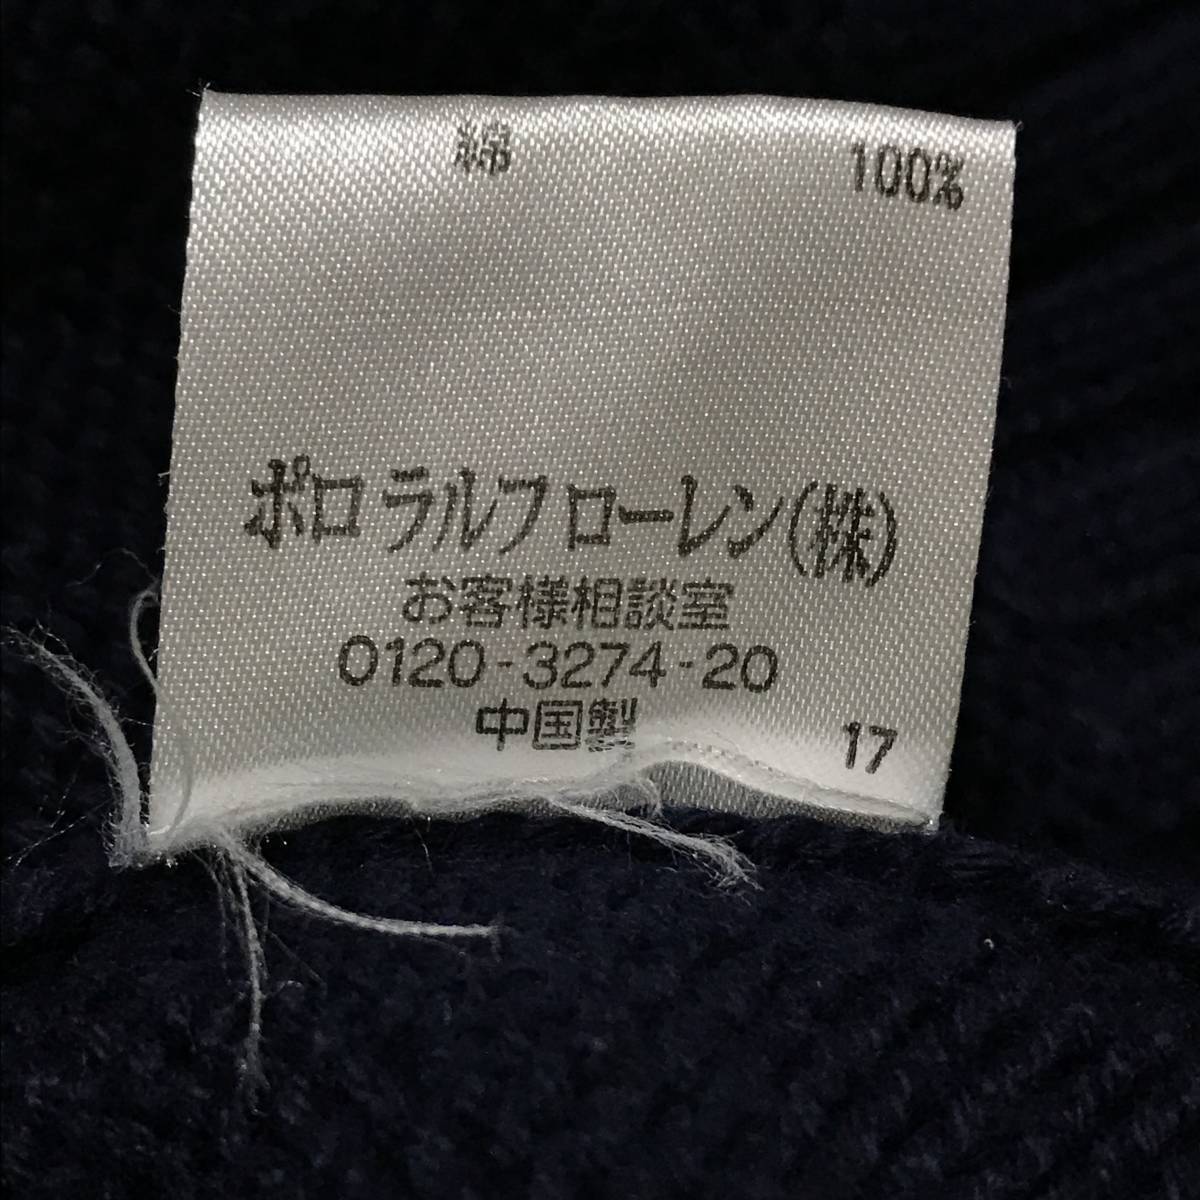 綿 100%
ポロ ラルフ ローレン(株)
お客様相談室
0120-3274-20
中国製 17